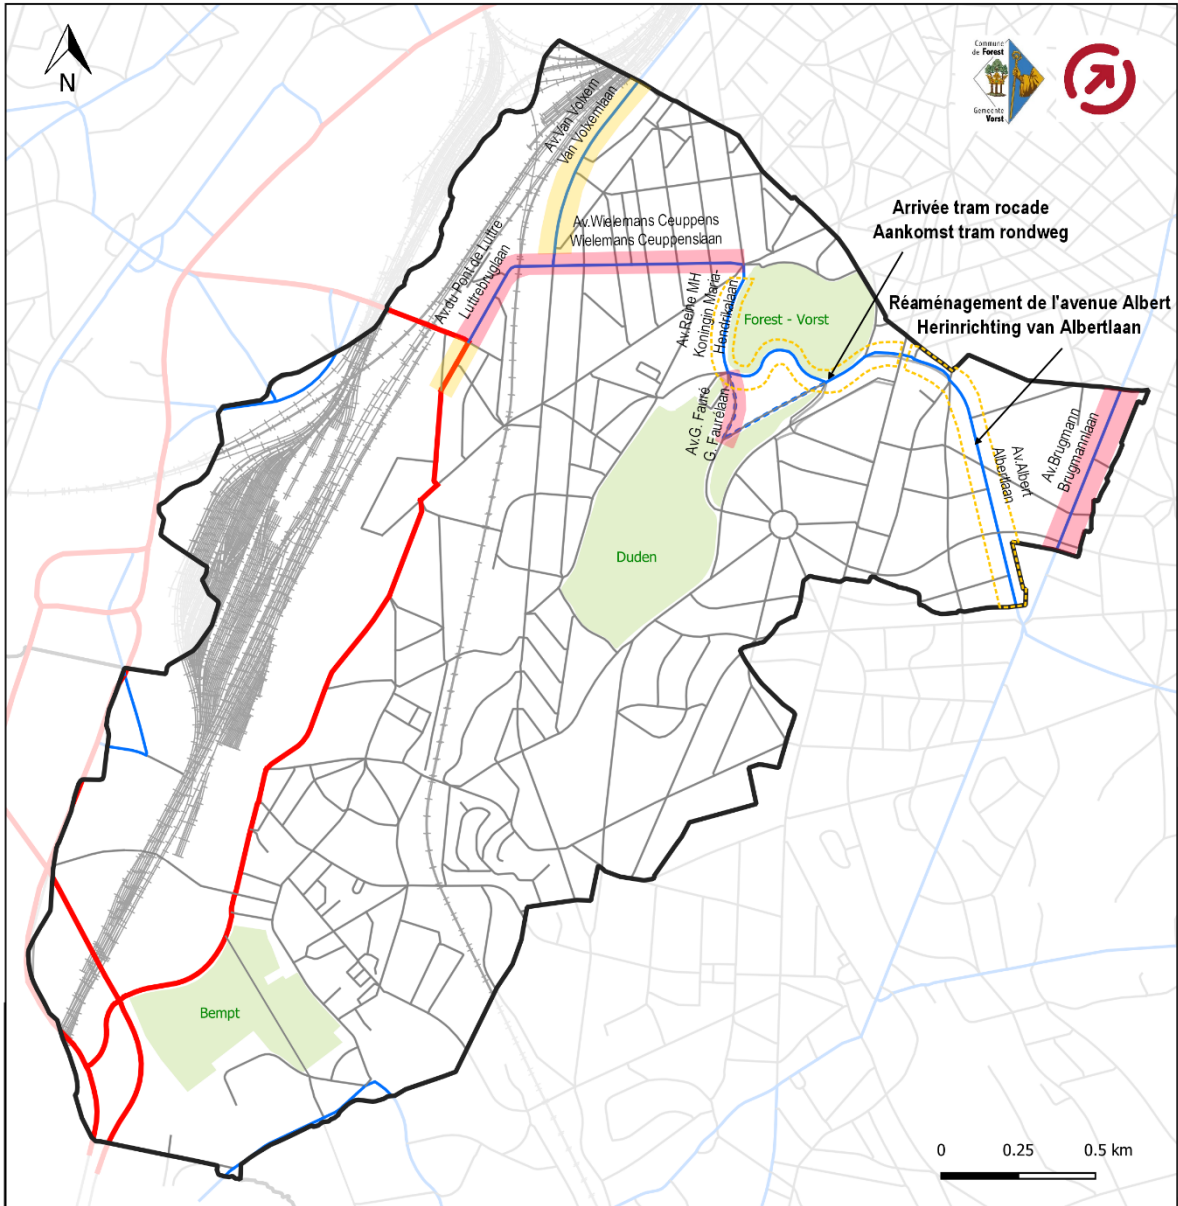 N
Commune
de Forest
Gemeente
Vorst
Av.Van Volxem
Van Volxemlaan
Av.Wielemans Ceuppens
Wielemans Ceuppenslaan
Arrivée tram rocade
Aankomst tram rondweg
Av.du Pont de Luttre
Luttrebruglaan
Av.Reine MH
Koningin Maria-
Hendrikalaan
Forest - Vorst
Réaménagement de l'avenue Albert
Herinrichting van Albertlaan
Av.G. Fauré
G. Faurélaan
Av.Albert
Albertlaan
Av.Brugmann
Brugmannlaan
Duden
Bempt
0 0.25 0.5 km